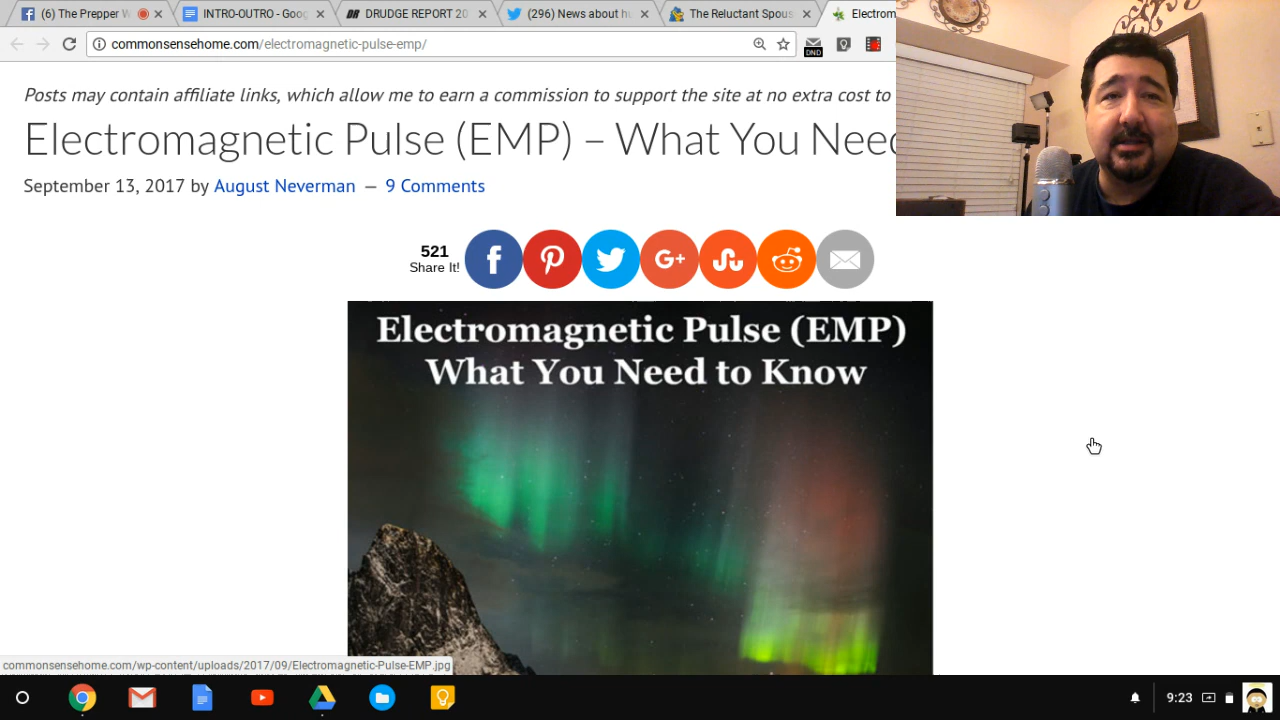 (6) The Prepper W
INTRO-OUTRO - Goog
DRUDGE REPORT 20
(296) News about hu
The Reluctant Spous
Electrom
commonsensehome.com/electromagnetic-pulse-emp/
DND
Posts may contain affiliate links, which allow me to earn a commission to support the site at no extra cost to
Electromagnetic Pulse (EMP) – What You Need
September 13, 2017 by August Neverman — 9 Comments
521
Share It!
G+
Electromagnetic Pulse (EMP)
What You Need to Know
commonsensehome.com/wp-content/uploads/2017/09/Electromagnetic-Pulse-EMP.jpg
9:23